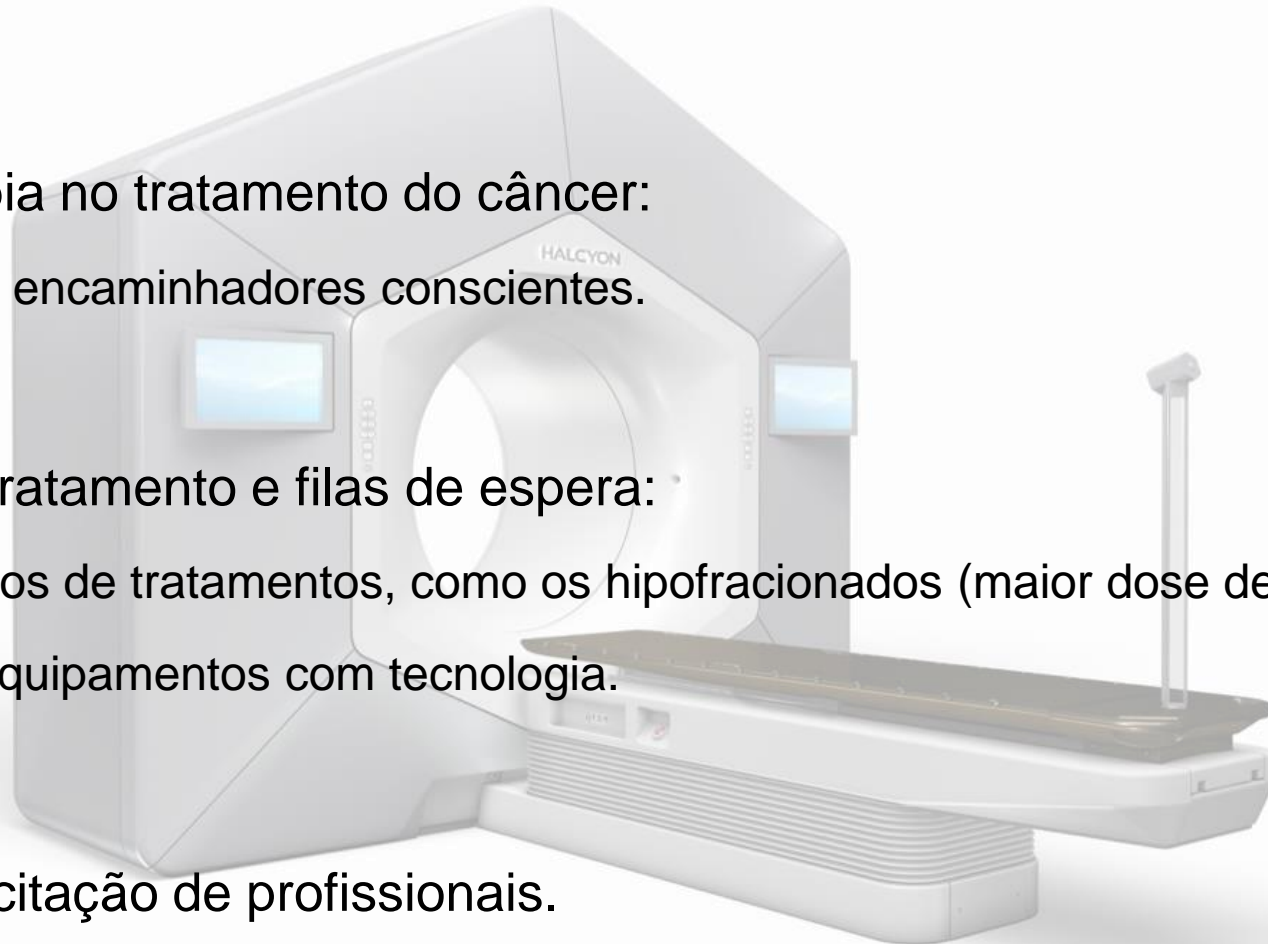 pia no tratamento do câncer:
HALCYON
encaminhadores conscientes.
ratamento e filas de espera:
os de tratamentos, como os hipofracionados (maior dose de
quipamentos com tecnologia.
citação de profissionais.